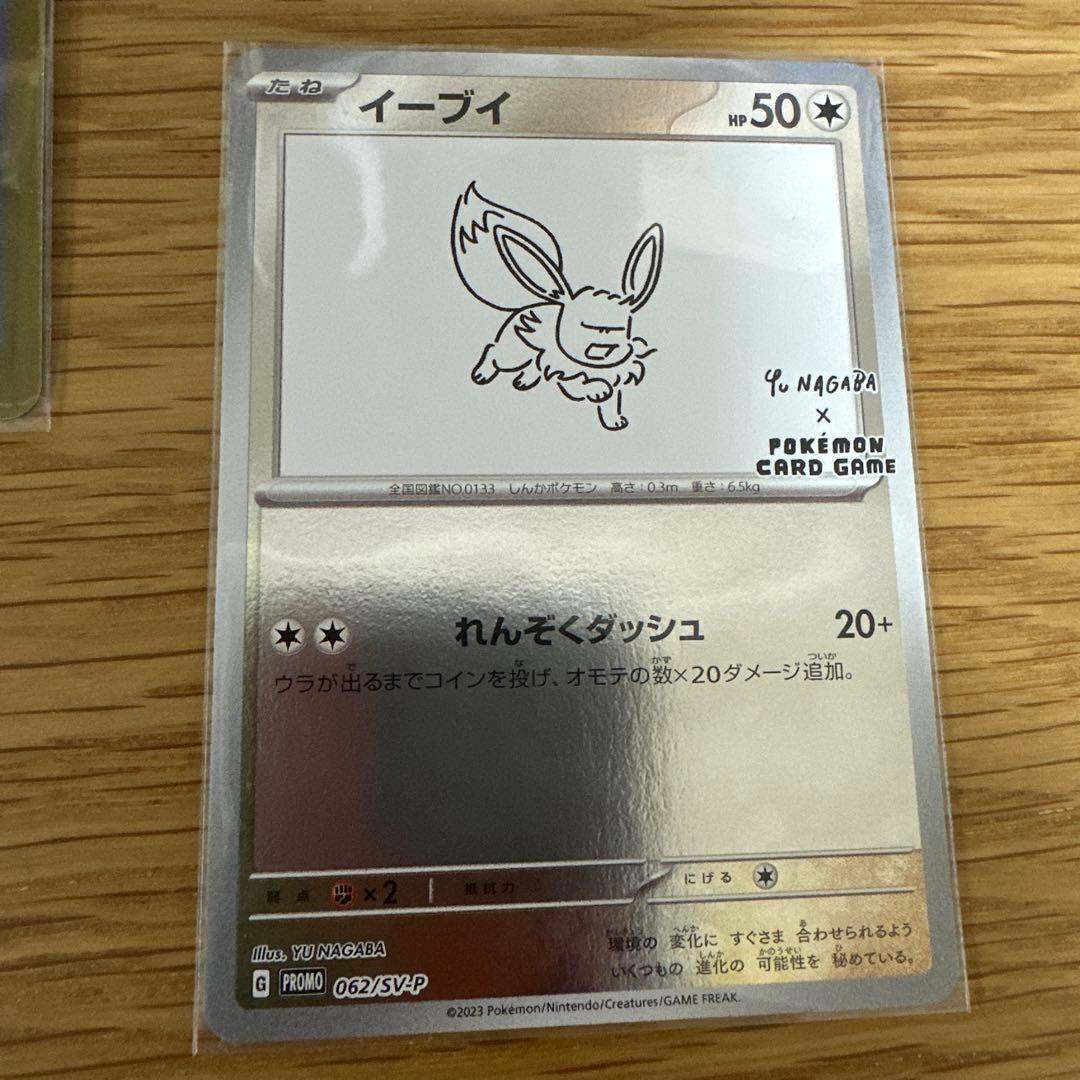 たね イーブイ HP50
Yu NAGABA
×
POKÉMON
CARD GAME
全国図鑑NO.0133 しんかポケモン 高さ:0.3m 重さ:6.5kg
れんぞくダッシュ 20+
ウラが出るまでコインを投げ、オモテの数×20ダメージ追加。
弱点 ×2 抵抗力 にげる
Illus. YU NAGABA
環境の 変化に すぐさま 合わせられるよう
いくつもの 進化の 可能性を 秘めている。
G PROMO 062/SV-P
©2023 Pokémon/Nintendo/Creatures/GAME FREAK.